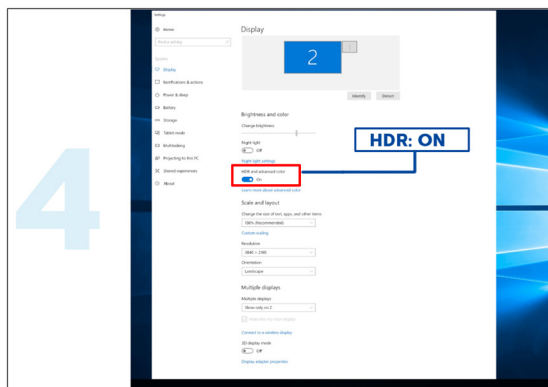 4
Settings
Home
Find a setting
System
Display
Notifications & actions
Power & sleep
Battery
Storage
Tablet mode
Multitasking
Projecting to this PC
Shared experiences
About
Display
2
Identify
Detect
Brightness and color
Change brightness
Night light
Off
Night light settings
HDR and advanced color
On
Learn more about advanced color
HDR: ON
Scale and layout
Change the size of text, apps, and other items
Custom scaling
Resolution
Orientation
Landscape
Multiple displays
Multiple displays
Show only on 2
Connect to a wireless display
3D display mode
Off
Display adapter properties